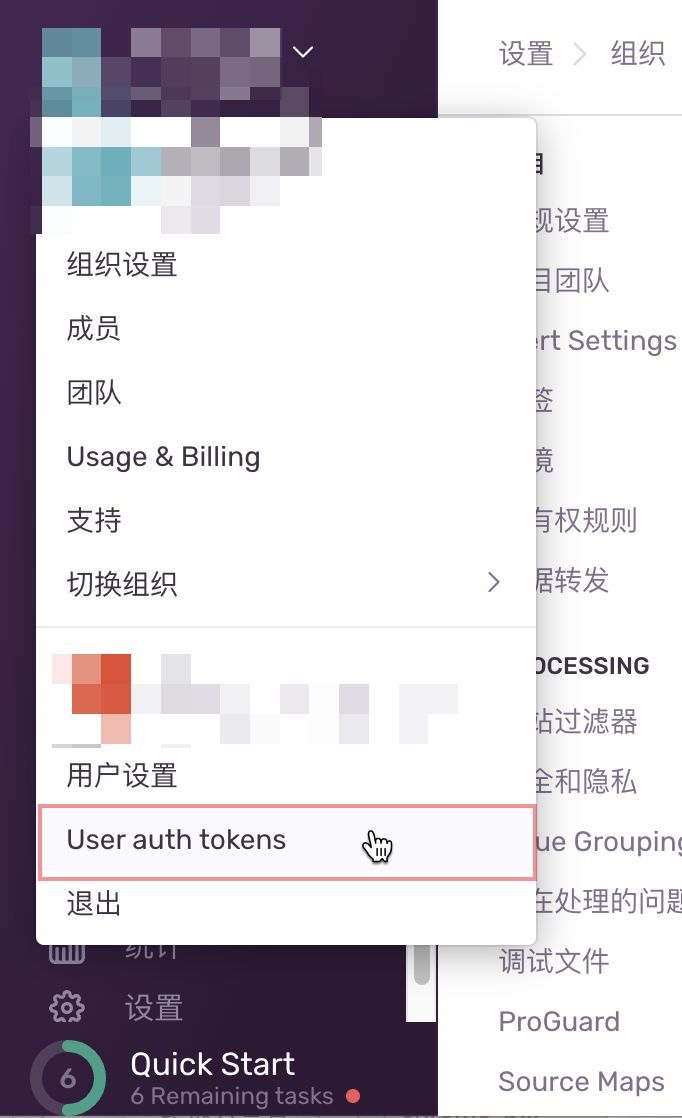 设置 > 组织
组织设置
成员
团队
Usage & Billing
支持
切换组织
用户设置
User auth tokens
退出
统计
设置
6
Quick Start
6 Remaining tasks
规设置
目团队
ert Settings
签
境
有权规则
据转发
OCESSING
站过滤器
全和隐私
ue Grouping
在处理的问题
调试文件
ProGuard
Source Maps